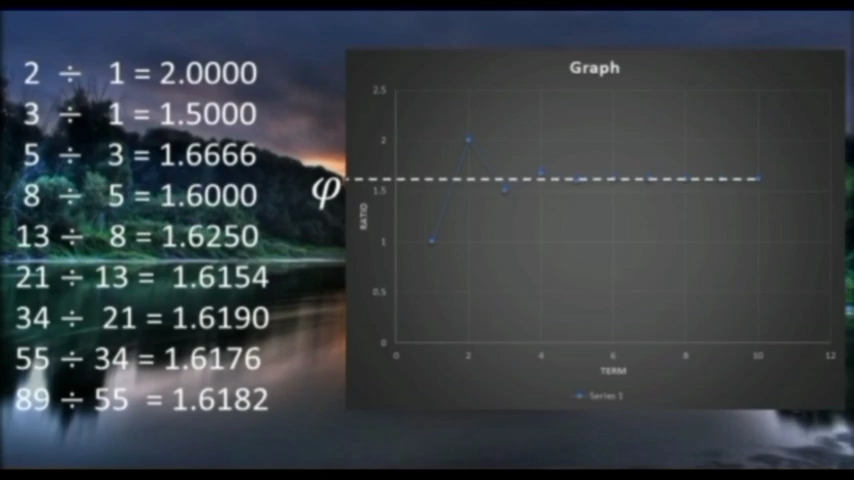 2 ÷ 1 = 2.0000
3 ÷ 1 = 1.5000
5 ÷ 3 = 1.6666
8 ÷ 5 = 1.6000
13 ÷ 8 = 1.6250
21 ÷ 13 = 1.6154
34 ÷ 21 = 1.6190
55 ÷ 34 = 1.6176
89 ÷ 55 = 1.6182
φ
Graph
2.5
2
1.5
1
0.5
0
RATIO
0 2 4 6 8 10 12
TERM
Series 1